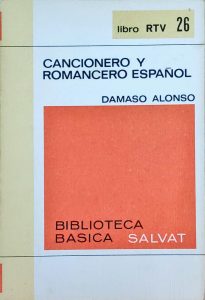 libro RTV 26
CANCIONERO Y
ROMANCERO ESPAÑOL
DAMASO ALONSO
BIBLIOTECA
BASICA SALVAT